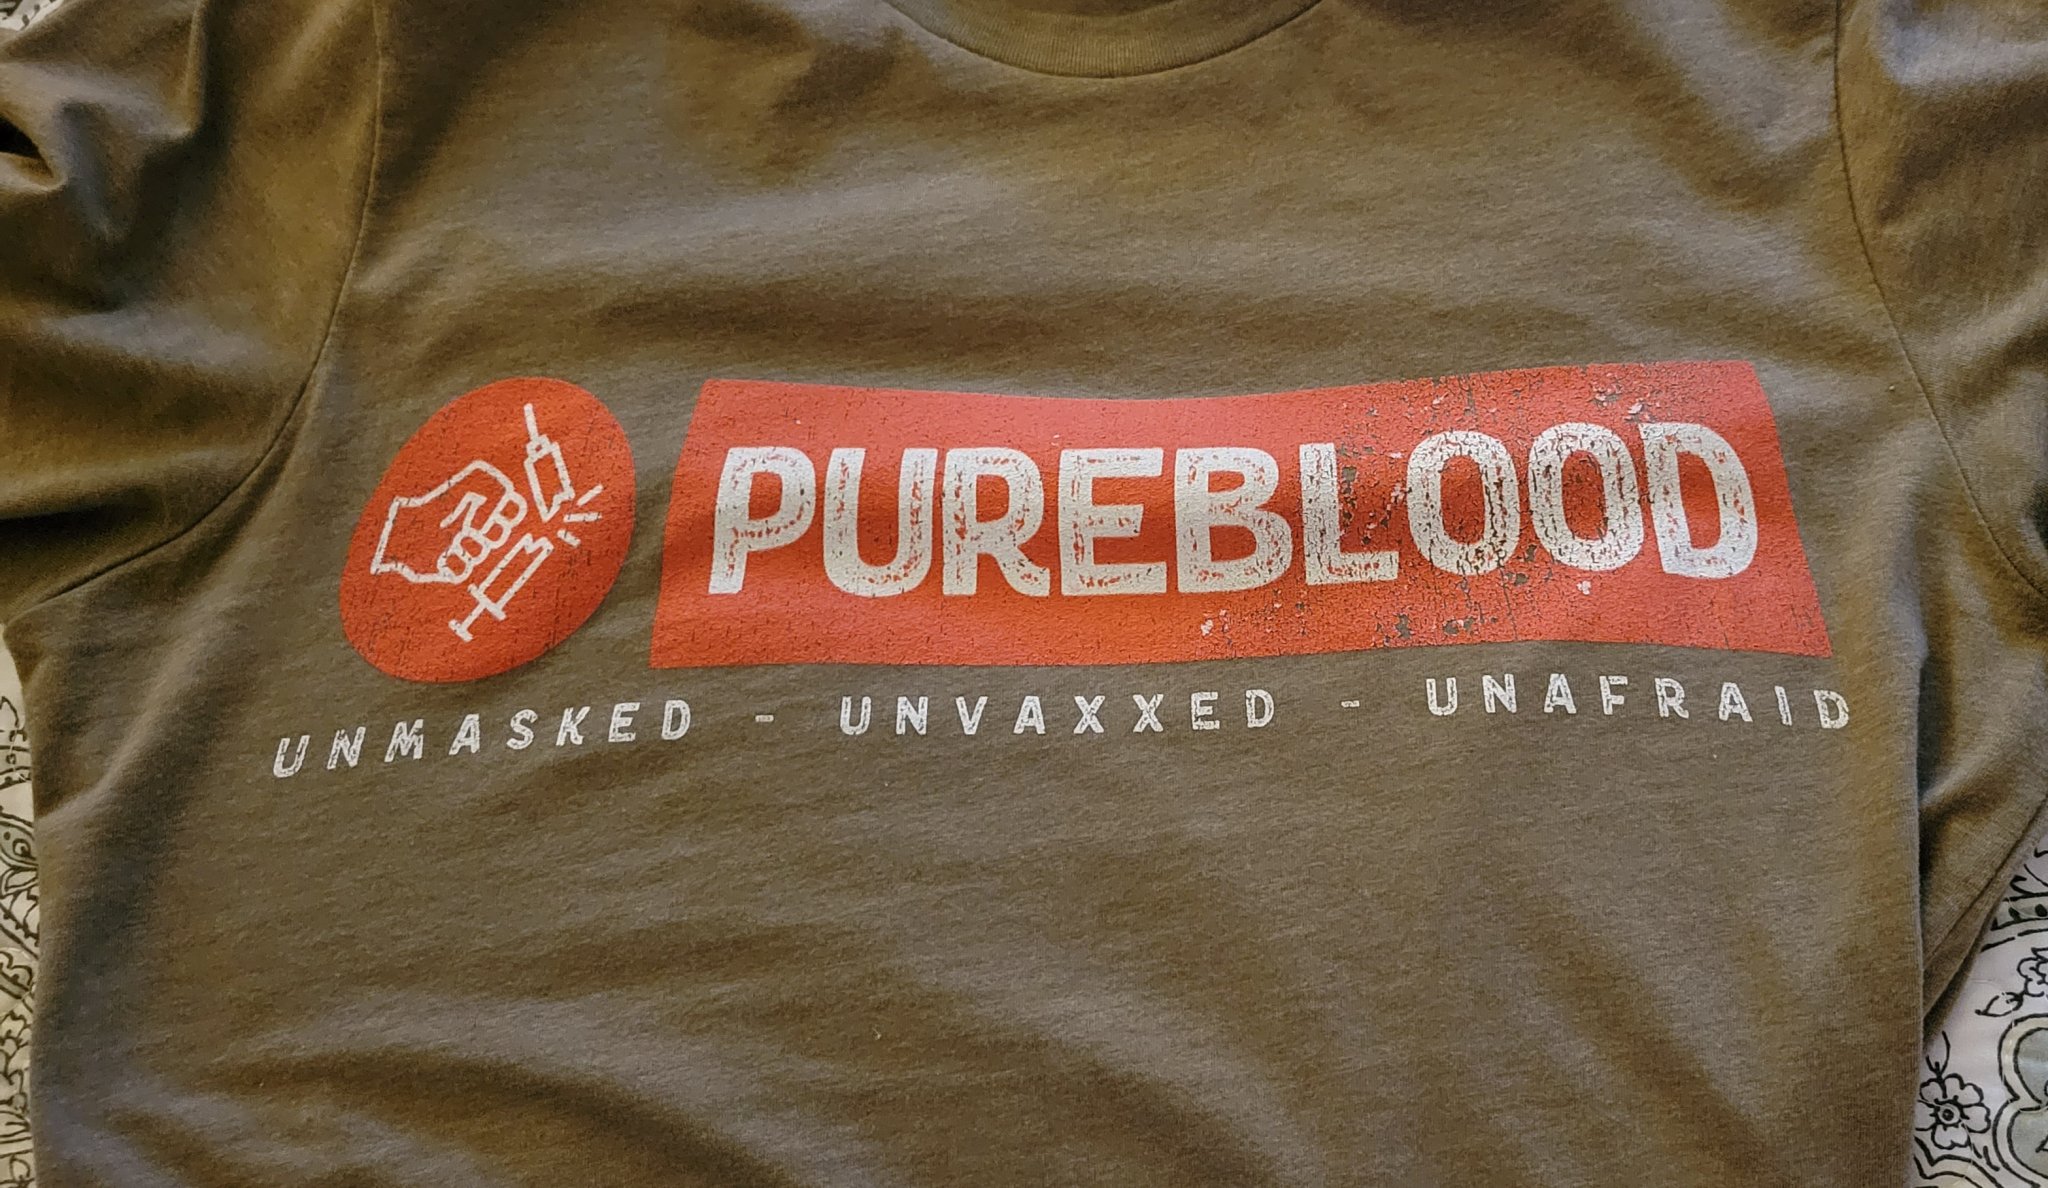 PUREBLOOD
UNMASKED - UNVAXXED - UNAFRAID